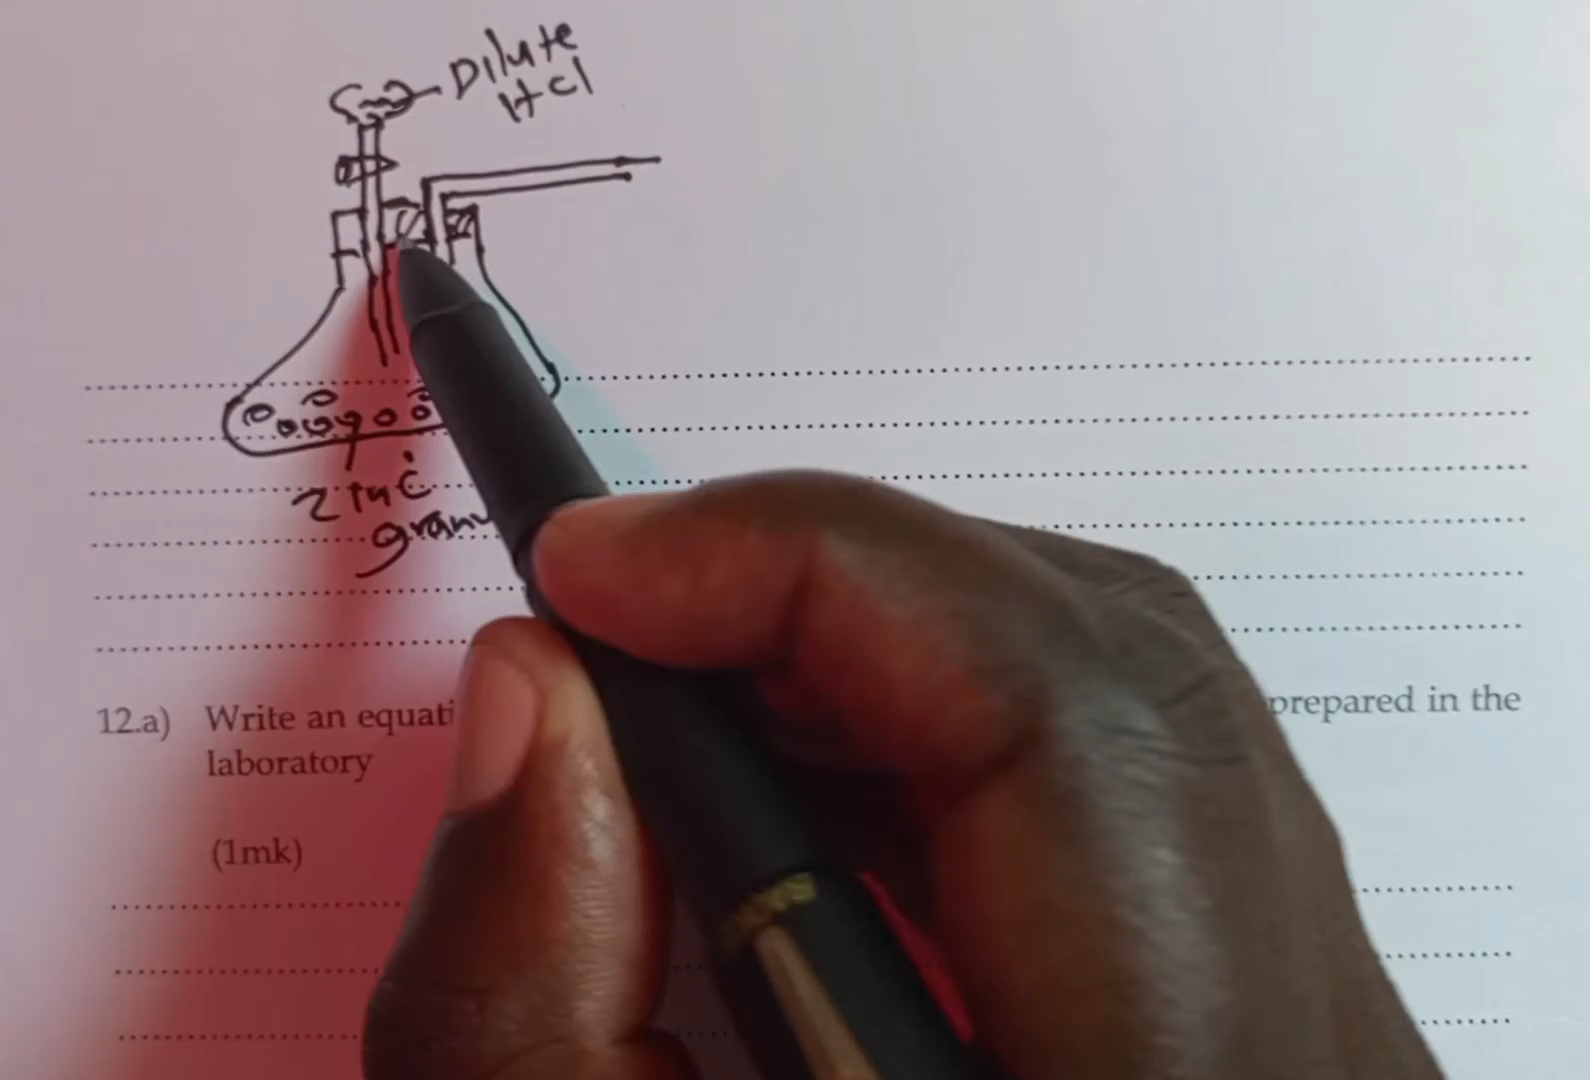 Dilute
HCl
zinc
granu
12.a) Write an equati prepared in the
laboratory
(1mk)